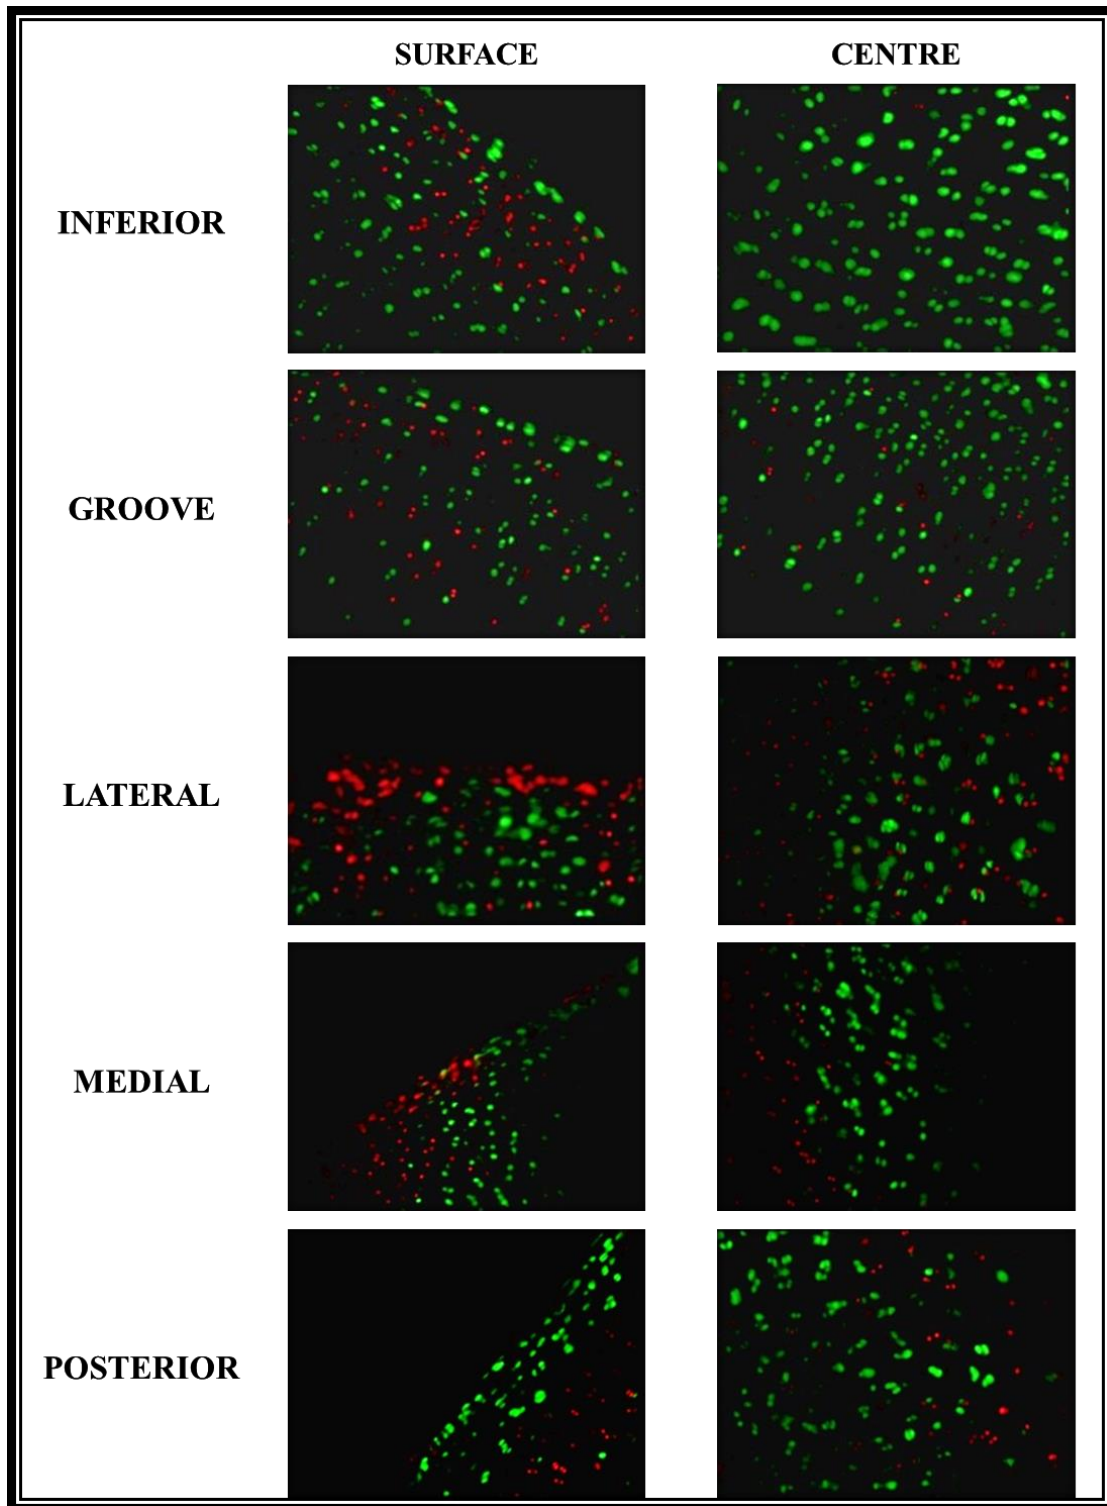 SURFACE CENTRE
INFERIOR
GROOVE
LATERAL
MEDIAL
POSTERIOR